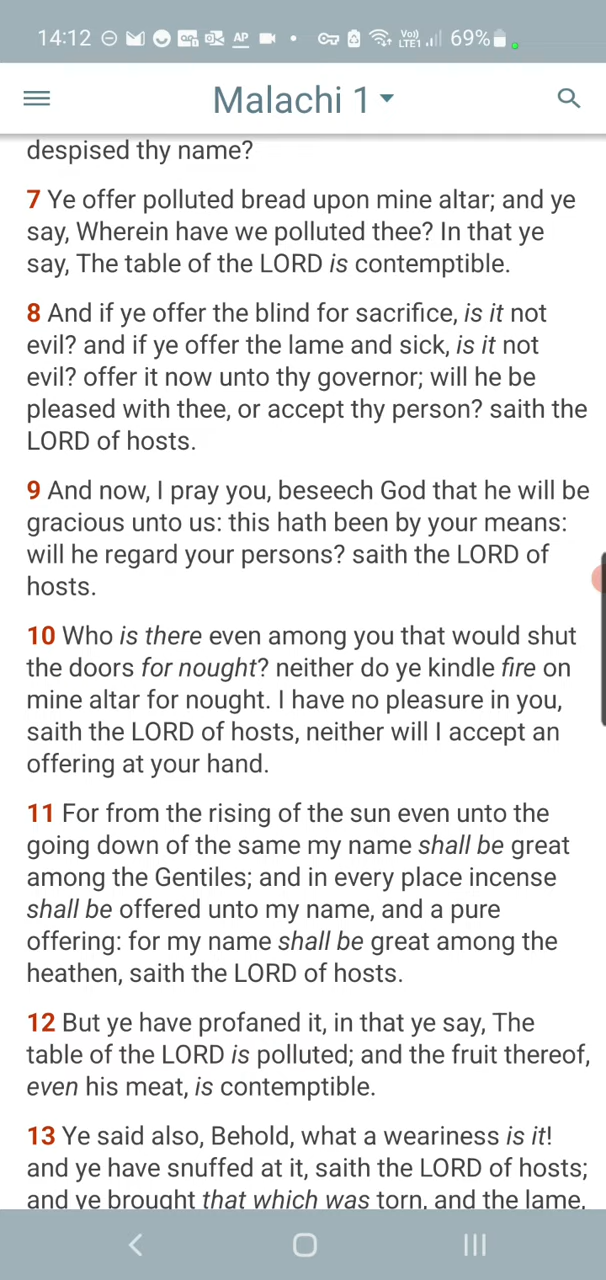 14:12 AP Vo)) LTE1 69%
Malachi 1
despised thy name?
7 Ye offer polluted bread upon mine altar; and ye
say, Wherein have we polluted thee? In that ye
say, The table of the LORD is contemptible.
8 And if ye offer the blind for sacrifice, is it not
evil? and if ye offer the lame and sick, is it not
evil? offer it now unto thy governor; will he be
pleased with thee, or accept thy person? saith the
LORD of hosts.
9 And now, I pray you, beseech God that he will be
gracious unto us: this hath been by your means:
will he regard your persons? saith the LORD of
hosts.
10 Who is there even among you that would shut
the doors for nought? neither do ye kindle fire on
mine altar for nought. I have no pleasure in you,
saith the LORD of hosts, neither will I accept an
offering at your hand.
11 For from the rising of the sun even unto the
going down of the same my name shall be great
among the Gentiles; and in every place incense
shall be offered unto my name, and a pure
offering: for my name shall be great among the
heathen, saith the LORD of hosts.
12 But ye have profaned it, in that ye say, The
table of the LORD is polluted; and the fruit thereof,
even his meat, is contemptible.
13 Ye said also, Behold, what a weariness is it!
and ye have snuffed at it, saith the LORD of hosts;
and ye brought that which was torn, and the lame,